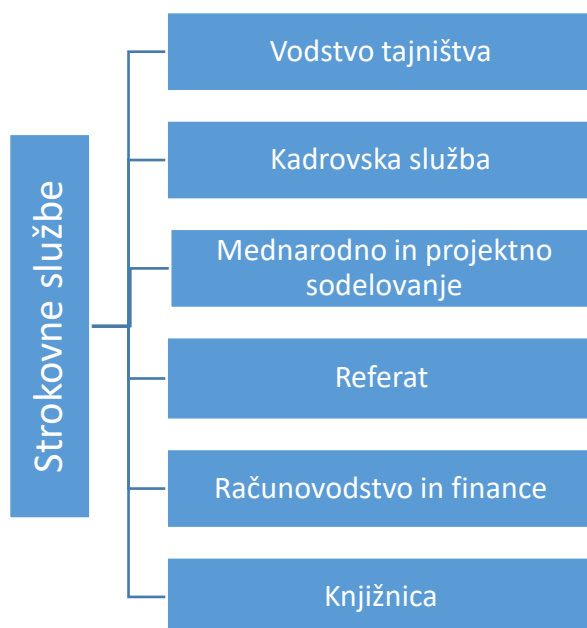 Strokovne službe
Vodstvo tajništva
Kadrovska služba
Mednarodno in projektno
sodelovanje
Referat
Računovodstvo in finance
Knjižnica